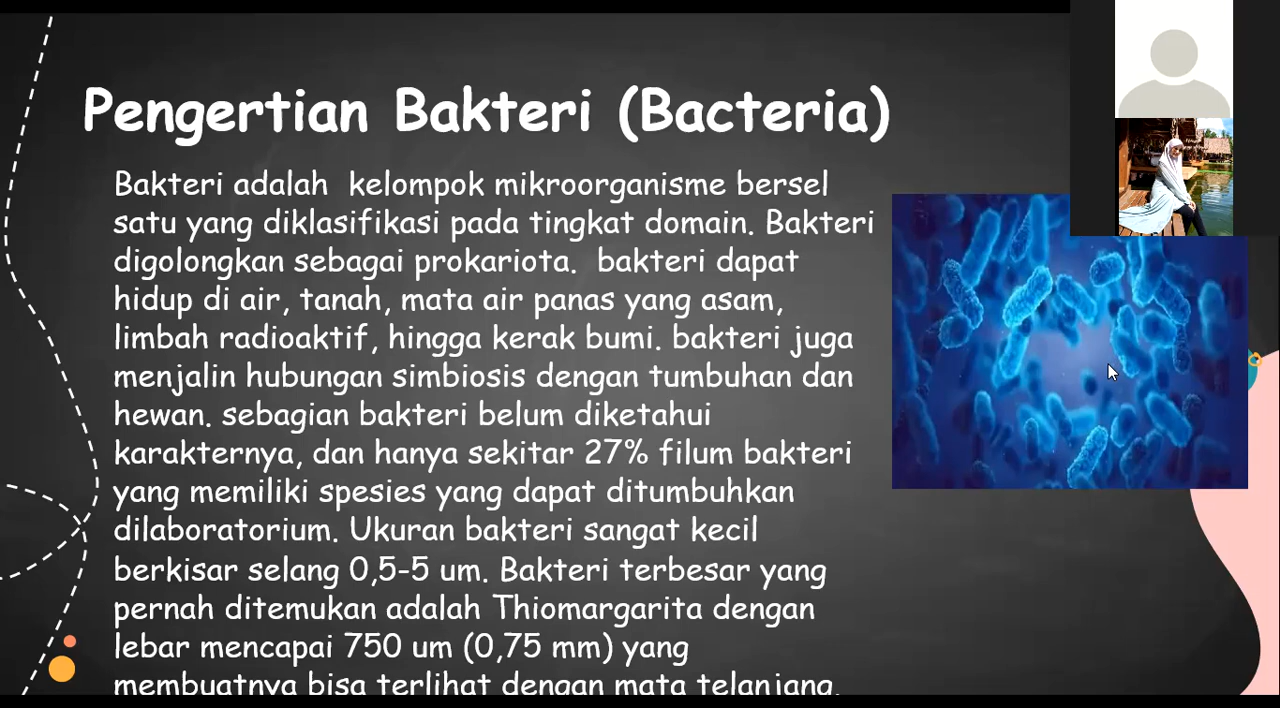 Pengertian Bakteri (Bacteria)
Bakteri adalah kelompok mikroorganisme bersel
satu yang diklasifikasi pada tingkat domain. Bakteri
digolongkan sebagai prokariota. bakteri dapat
hidup di air, tanah, mata air panas yang asam,
limbah radioaktif, hingga kerak bumi. bakteri juga
menjalin hubungan simbiosis dengan tumbuhan dan
hewan. sebagian bakteri belum diketahui
karakternya, dan hanya sekitar 27% filum bakteri
yang memiliki spesies yang dapat ditumbuhkan
dilaboratorium. Ukuran bakteri sangat kecil
berkisar selang 0,5-5 um. Bakteri terbesar yang
pernah ditemukan adalah Thiomargarita dengan
lebar mencapai 750 um (0,75 mm) yang
membuatnya bisa terlihat dengan mata telanjang.